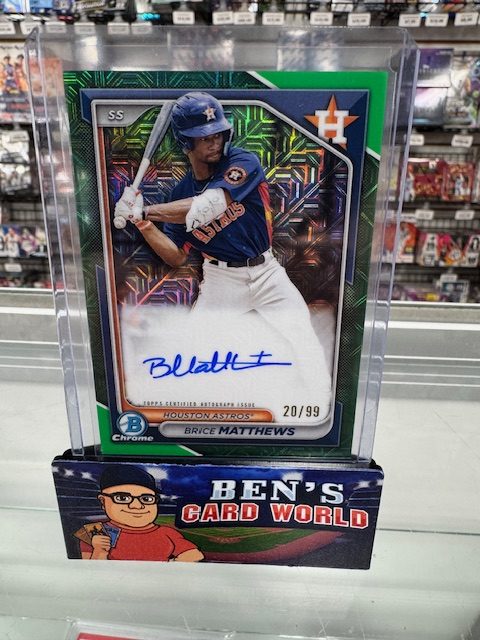 SS
H
ASTROS
TOPPS CERTIFIED AUTOGRAPH ISSUE
20/99
HOUSTON ASTROS
B Chrome
BRICE MATTHEWS
BEN'S
CARD WORLD